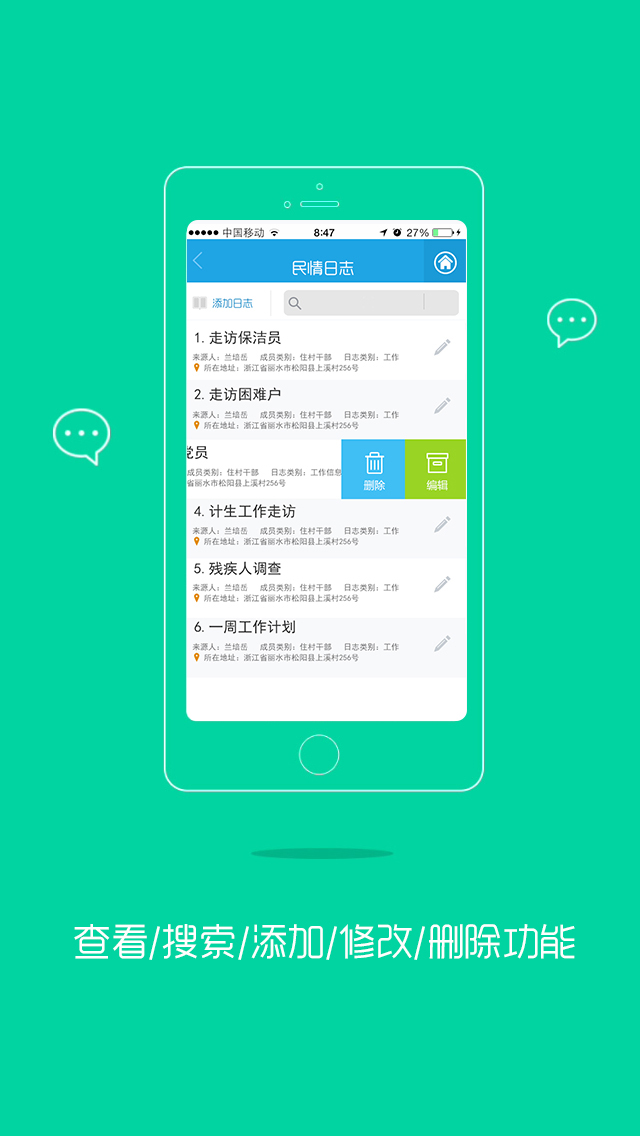 中国移动 8:47 27%
民情日志
添加日志
1. 走访保洁员
来源人：兰培岳 成员类别：住村干部 日志类别：工作
所在地址：浙江省丽水市松阳县上溪村256号
2. 走访困难户
来源人：兰培岳 成员类别：住村干部 日志类别：工作
所在地址：浙江省丽水市松阳县上溪村256号
党员
成员类别：住村干部 日志类别：工作信息
省丽水市松阳县上溪村256号
删除 编辑
4. 计生工作走访
来源人：兰培岳 成员类别：住村干部 日志类别：工作
所在地址：浙江省丽水市松阳县上溪村256号
5. 残疾人调查
来源人：兰培岳 成员类别：住村干部 日志类别：工作
所在地址：浙江省丽水市松阳县上溪村256号
6. 一周工作计划
来源人：兰培岳 成员类别：住村干部 日志类别：工作
所在地址：浙江省丽水市松阳县上溪村256号
查看/搜索/添加/修改/删除功能